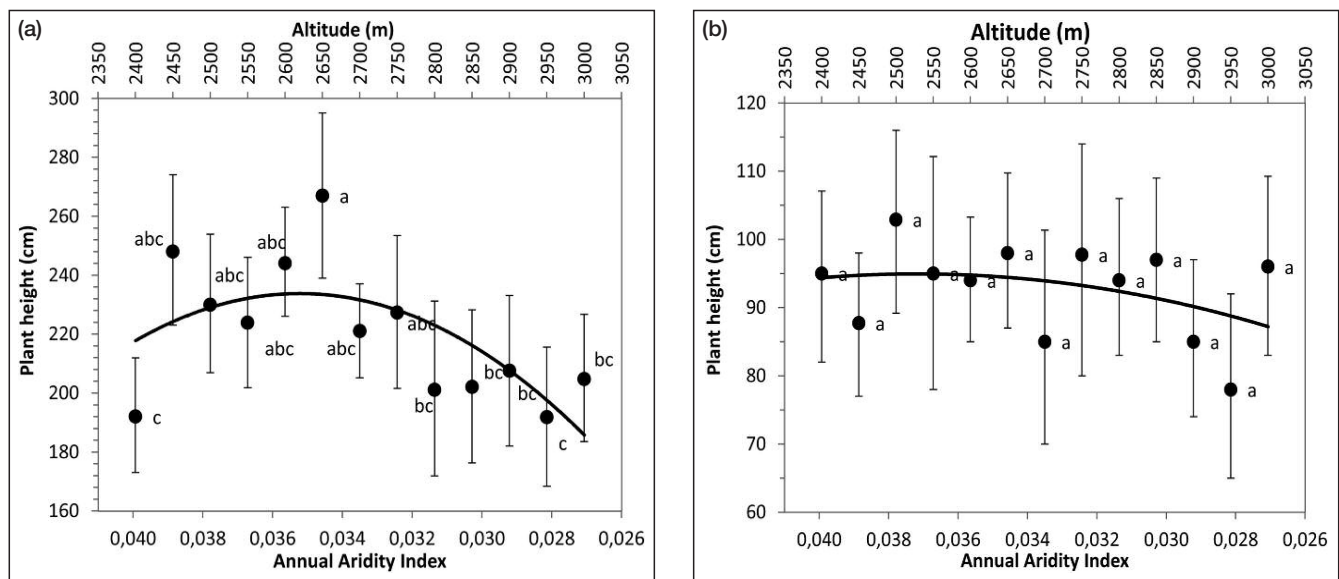 (a)
Altitude (m)
2350 2400 2450 2500 2550 2600 2650 2700 2750 2800 2850 2900 2950 3000 3050
300
280
260
240
220
200
180
160
Plant height (cm)
c
abc
abc
abc
abc
a
abc
abc
bc
bc
bc
c
bc
0,040 0,038 0,036 0,034 0,032 0,030 0,028 0,026
Annual Aridity Index
(b)
Altitude (m)
2350 2400 2450 2500 2550 2600 2650 2700 2750 2800 2850 2900 2950 3000 3050
120
110
100
90
80
70
60
Plant height (cm)
a
a
a
a
a
a
a
a
a
a
a
a
a
0,040 0,038 0,036 0,034 0,032 0,030 0,028 0,026
Annual Aridity Index